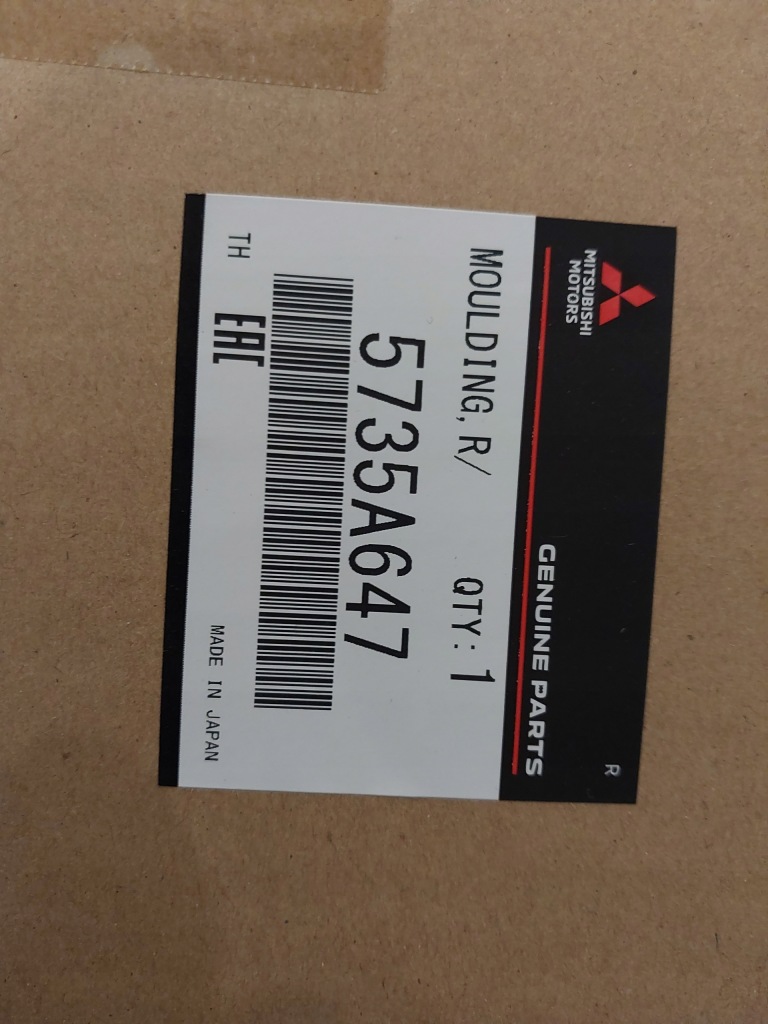 MITSUBISHI
MOTORS
R
GENUINE PARTS
MOULDING, R/ QTY: 1
5735A647
TH
EAC
MADE IN JAPAN